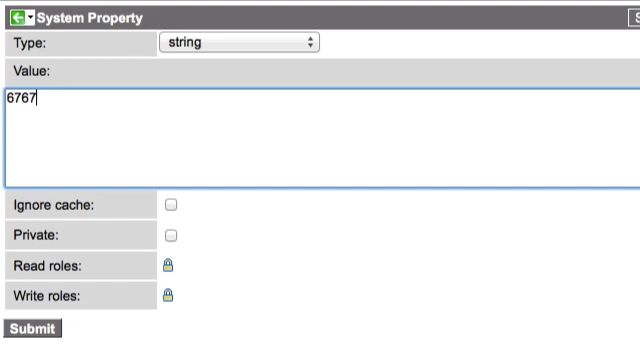 System Property
S
Type: string
Value:
6767
Ignore cache:
Private:
Read roles:
Write roles:
Submit